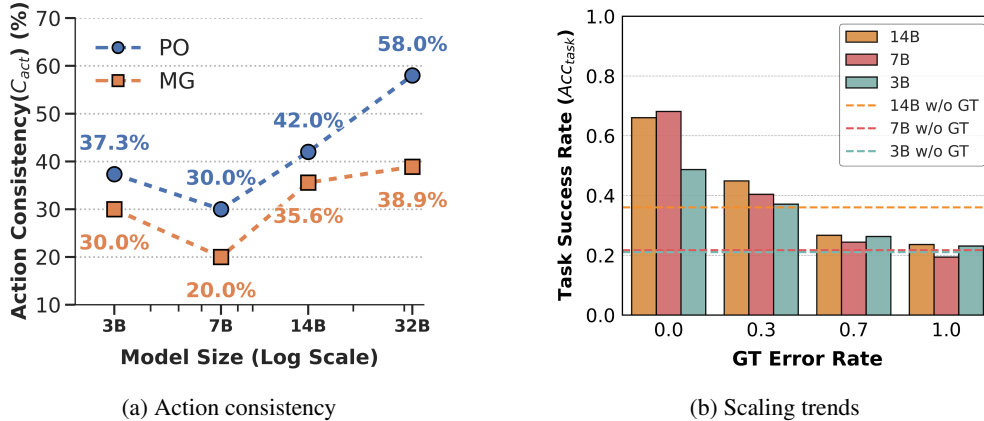 Action Consistency(C_act) (%)
70
60
50
40
30
20
10
PO
MG
58.0%
42.0%
37.3%
30.0%
30.0%
35.6%
38.9%
20.0%
3B
7B
14B
32B
Model Size (Log Scale)
(a) Action consistency
Task Success Rate (Acc_task)
1.0
0.8
0.6
0.4
0.2
0.0
14B
7B
3B
14B w/o GT
7B w/o GT
3B w/o GT
0.0
0.3
0.7
1.0
GT Error Rate
(b) Scaling trends